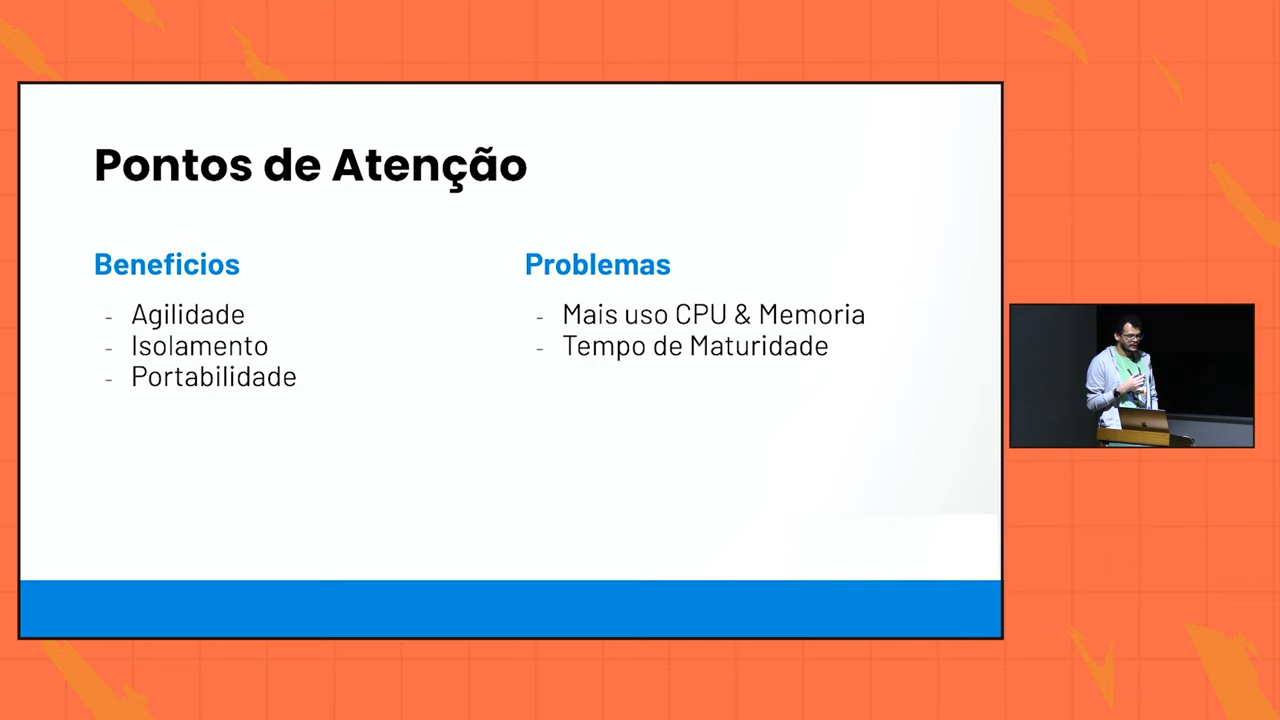 Pontos de Atenção
Beneficios
- Agilidade
- Isolamento
- Portabilidade
Problemas
- Mais uso CPU & Memoria
- Tempo de Maturidade